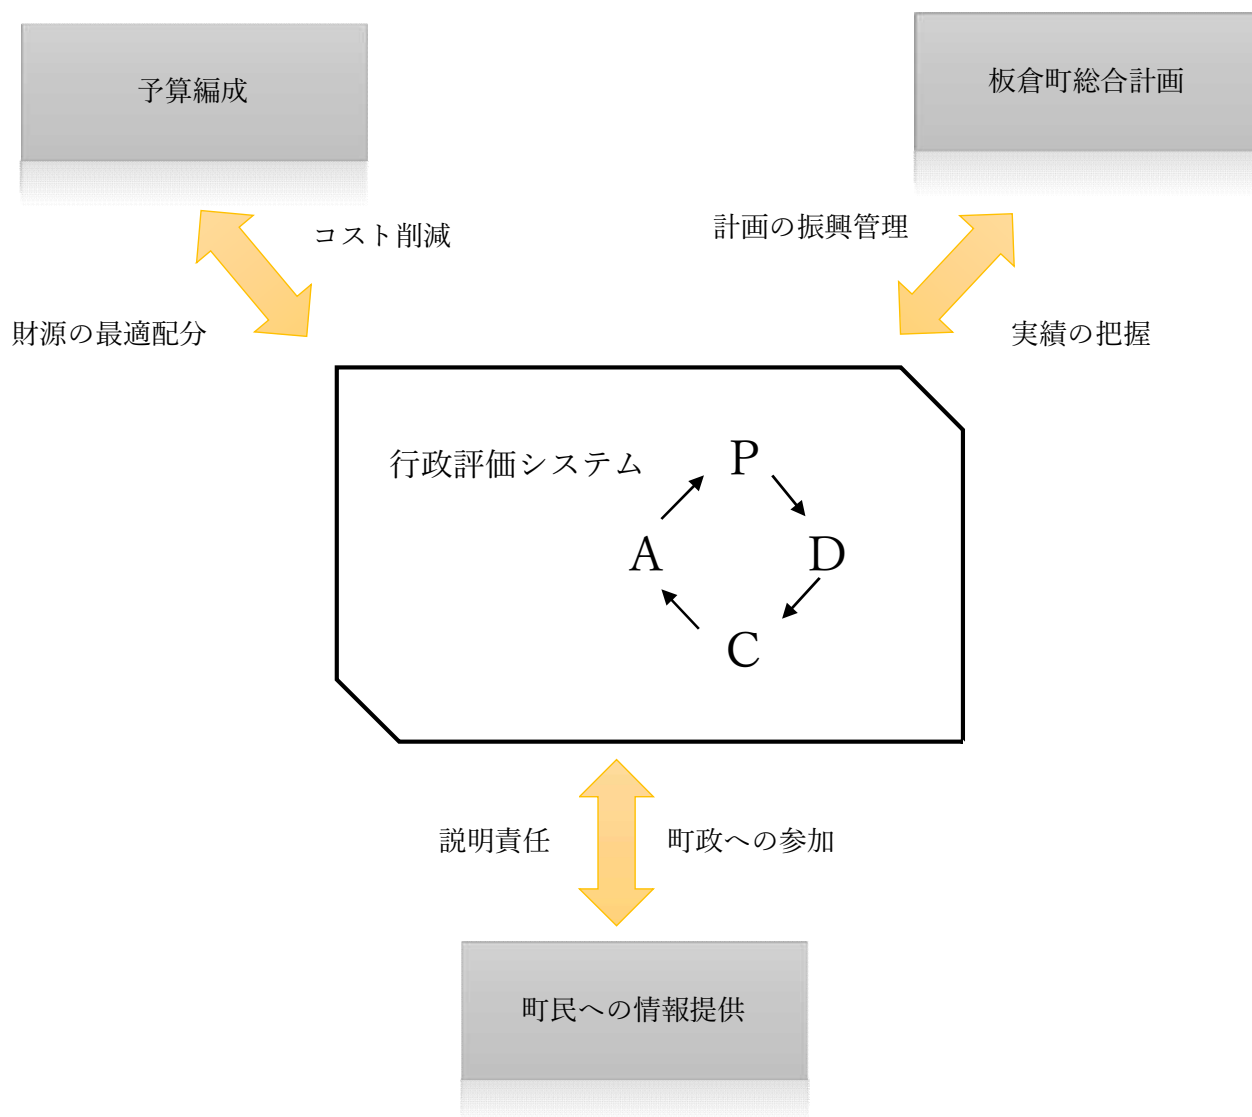 予算編成
板倉町総合計画
コスト削減
計画の振興管理
財源の最適配分
実績の把握
行政評価システム
P
A
D
C
説明責任
町政への参加
町民への情報提供